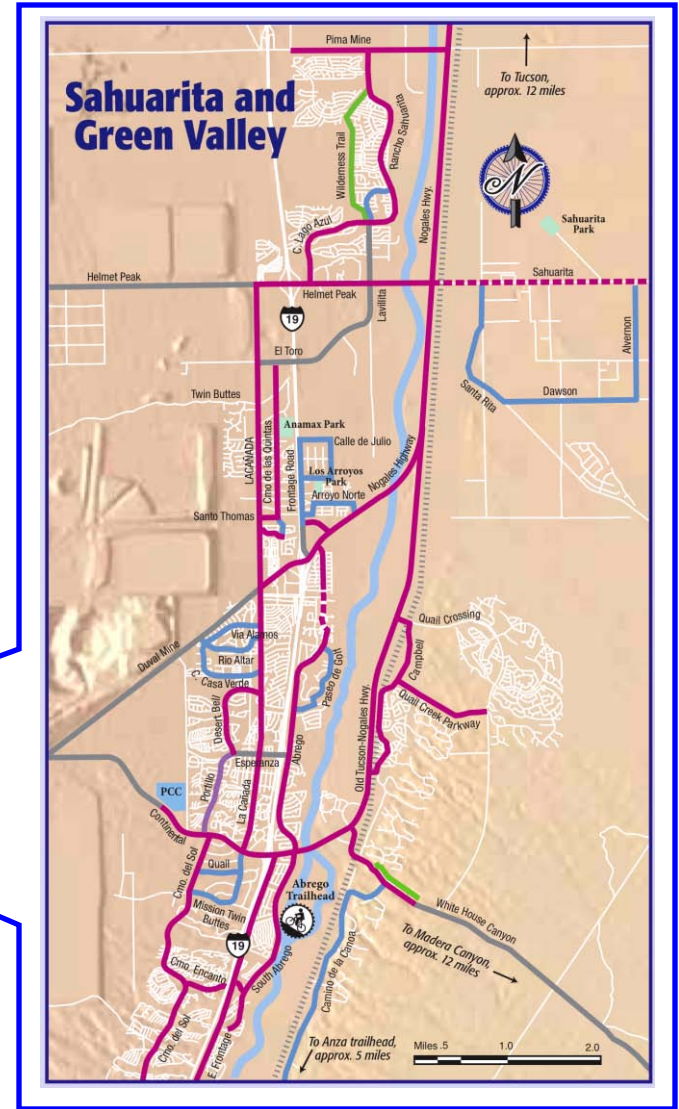 Pima Mine
To Tucson,
approx. 12 miles
Sahuarita and
Green Valley
Wilderness Trail
Rancho Sahuarita
N
Nogales Hwy.
Sahuarita
Park
C. Lago Azul
Helmet Peak
Sahuarita
Helmet Peak
Lavillita
19
El Toro
Alvernon
Santa Rita
Dawson
Twin Buttes
LACAÑADA
Cmo de las Quintas
Anamax Park
Frontage Road
Calle de Julio
Los Arroyos
Park
Arroyo Norte
Nogales Highway
Santo Thomas
Quail Crossing
Via Alamos
Duval Mine
Rio Altar
Campbell
C. Casa Verde
Paseo de Golf
Desert Bell/
Quail Creek Parkway
Old Tucson-Nogales Hwy.
Abrego
Esperanza
Portillo
La Cañada
PCC
Continental
Cmo. del Sol
Quail
Abrego
Trailhead
Mission Twin
Buttes
White House Canyon
19
To Madera Canyon,
approx. 12 miles
South Abrego
Camino de la Canoa
Cmo. Encanto
Cmo. del Sol
E. Frontage
To Anza trailhead,
approx. 5 miles
Miles .5 1.0 2.0